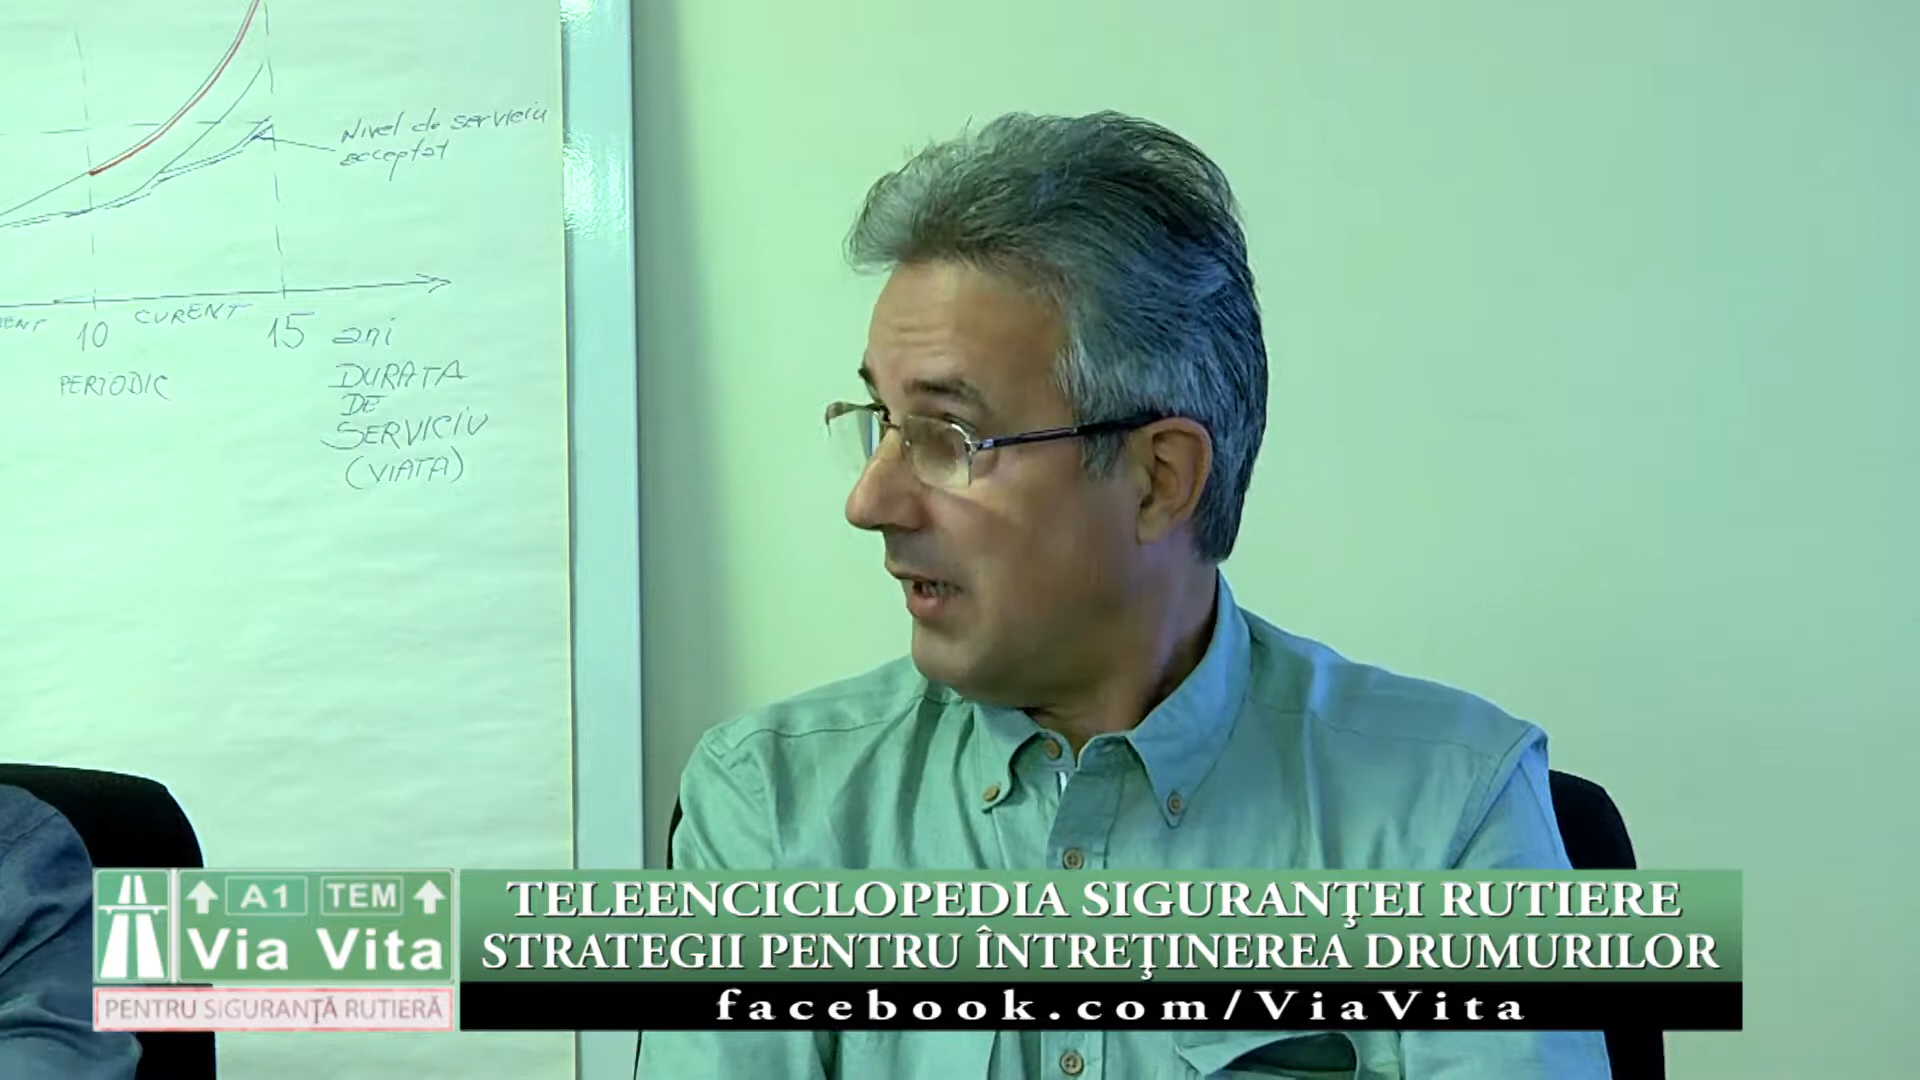 Nivel de serviciu
acceptat
ENT
10
CURENT
15 ani
PERIODIC
DURATA
DE
SERVICIU
(VIATA)
A1 TEM
Via Vita
PENTRU SIGURANȚĂ RUTIERĂ
TELEENCICLOPEDIA SIGURANŢEI RUTIERE
STRATEGII PENTRU ÎNTREŢINEREA DRUMURILOR
facebook.com/ViaVita